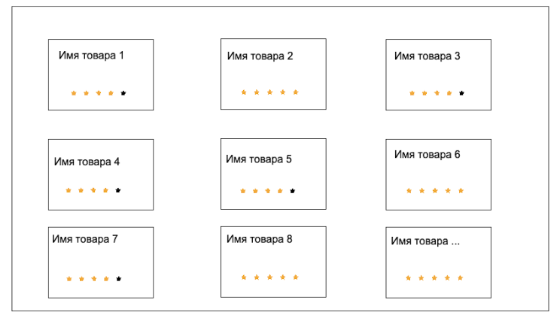 Имя товара 1
Имя товара 2
Имя товара 3
Имя товара 4
Имя товара 5
Имя товара 6
Имя товара 7
Имя товара 8
Имя товара ...